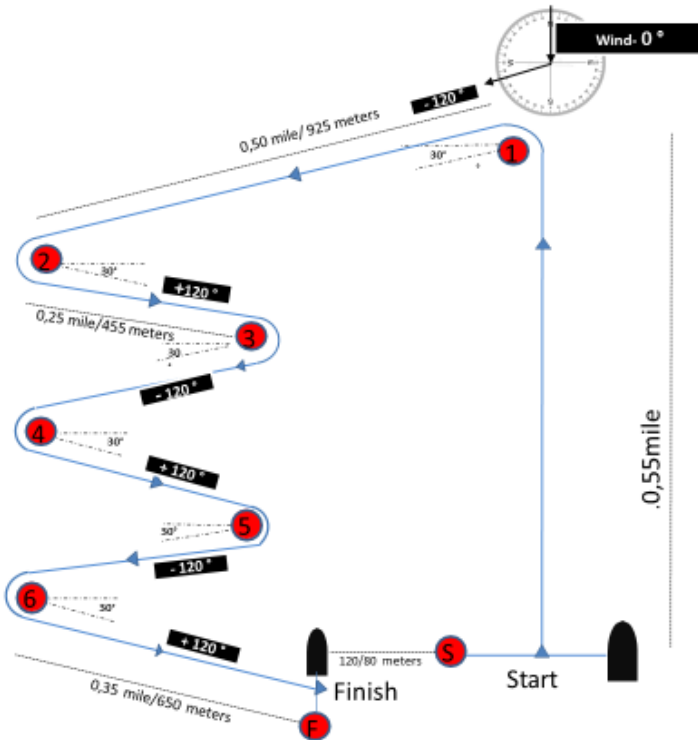 Wind- 0 °
- 120 °
0,50 mile/ 925 meters
1
30°
2
30°
+120 °
0,25 mile/455 meters
3
30
- 120 °
4
30°
+ 120 °
5
30°
- 120 °
6
30°
+ 120 °
.0,55mile
S
120/80 meters
Start
Finish
0,35 mile/650 meters
F